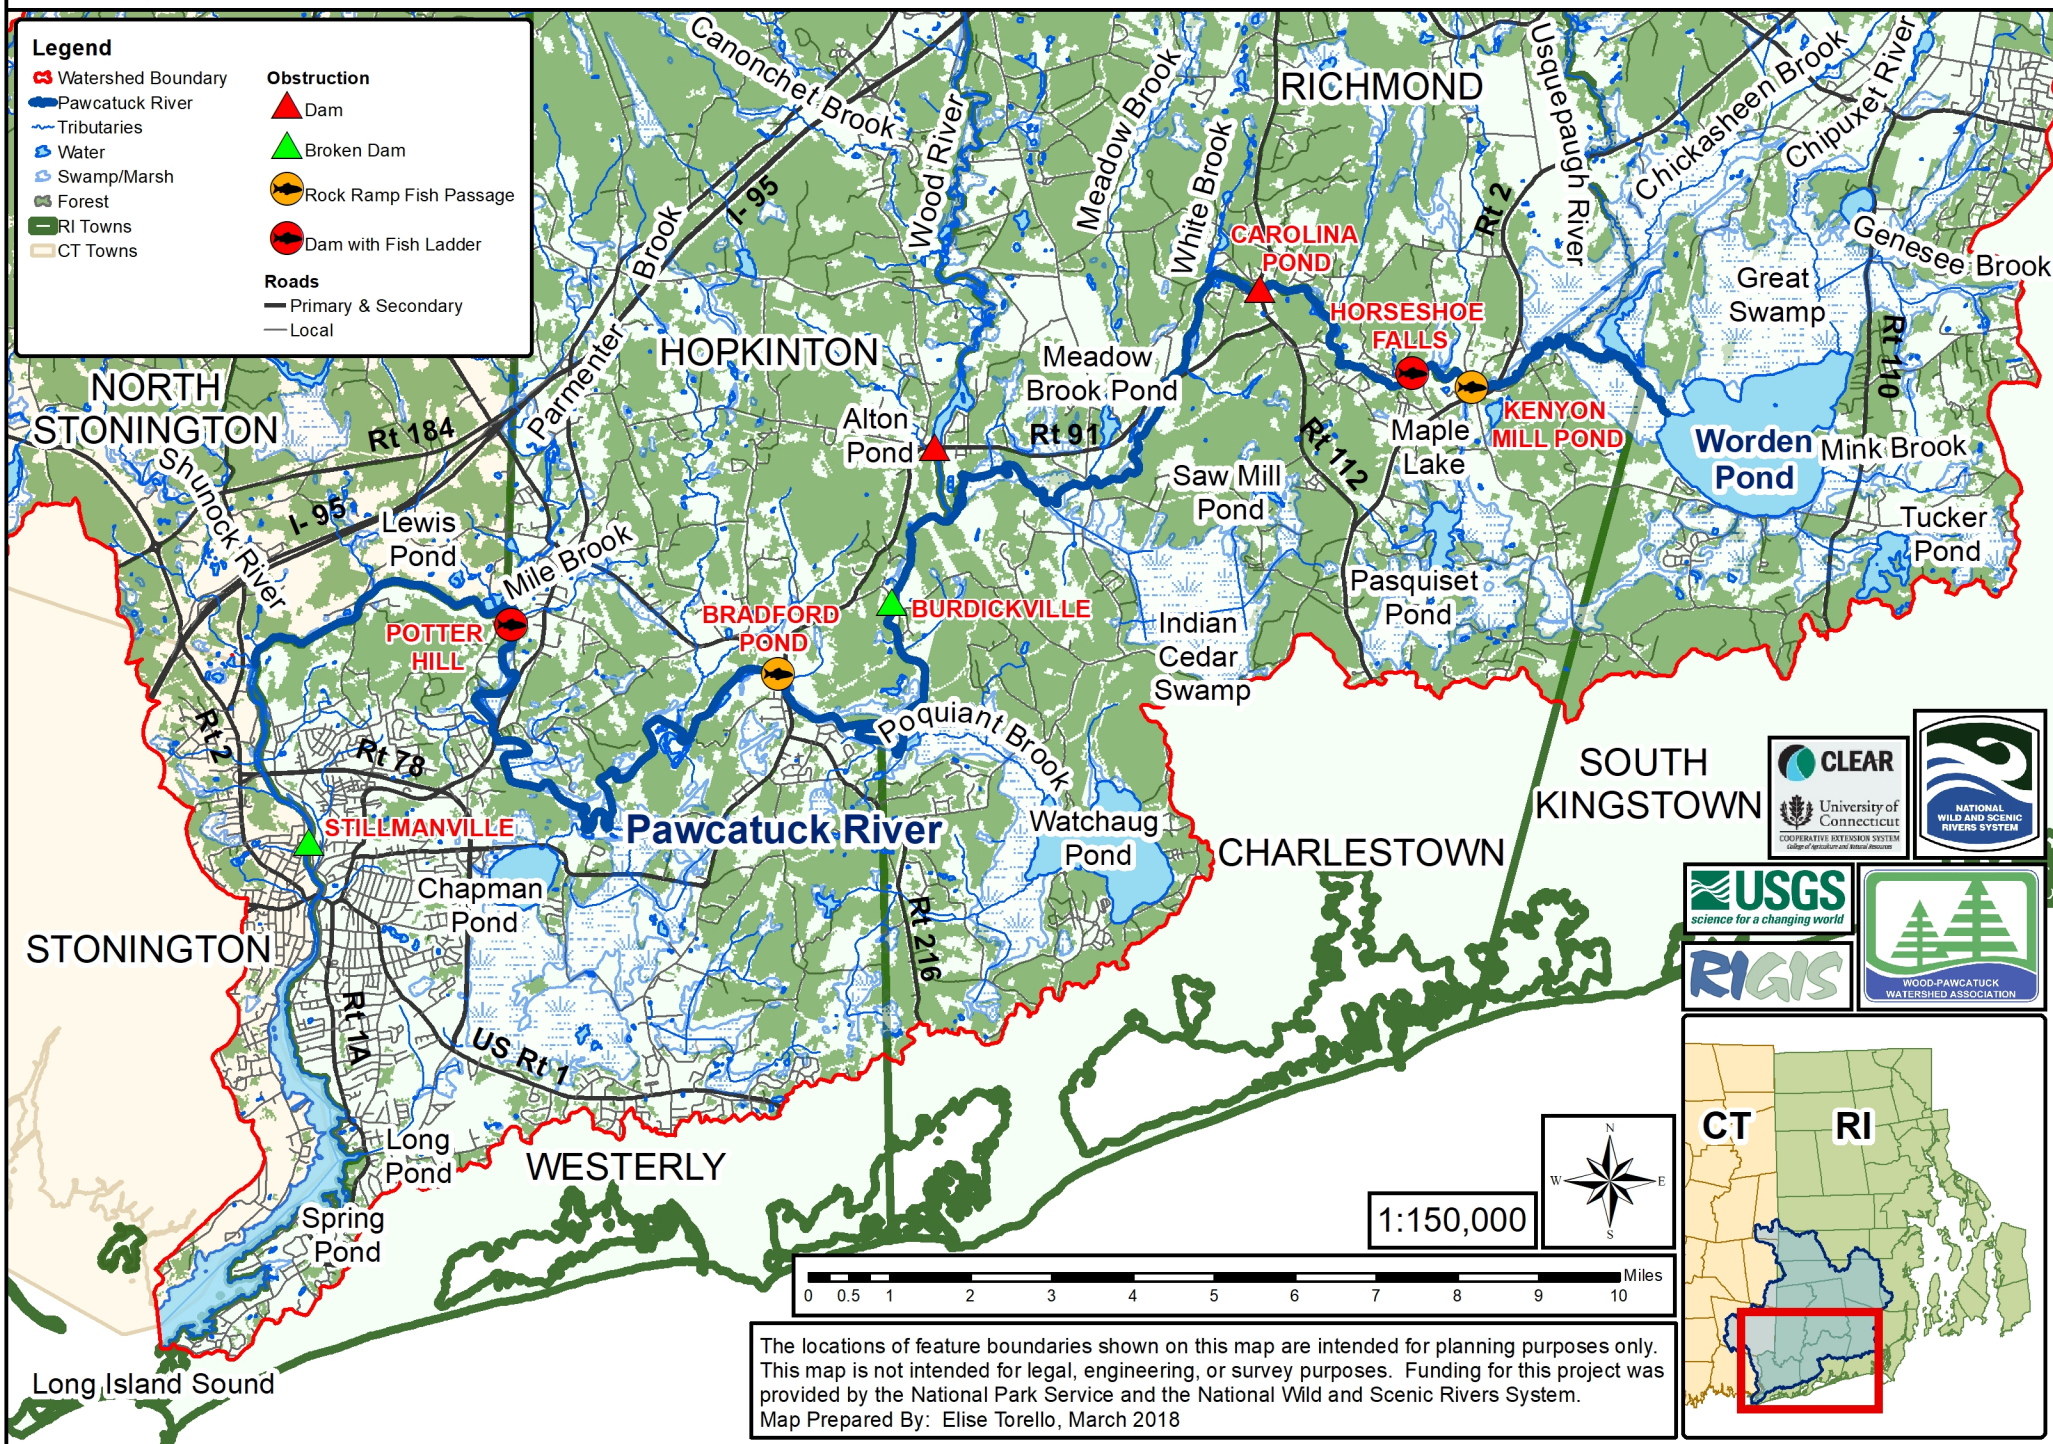 Legend
Watershed Boundary
Pawcatuck River
Tributaries
Water
Swamp/Marsh
Forest
RI Towns
CT Towns
Obstruction
Dam
Broken Dam
Rock Ramp Fish Passage
Dam with Fish Ladder
Roads
Primary & Secondary
Local
Canonchet Brook
Wood River
Meadow Brook
White Brook
RICHMOND
Usquepaugh River
Chickasheen Brook
Chipuxet River
Rt 2
I- 95
Parmenter Brook
CAROLINA
POND
Genesee Brook
Great
Swamp
HORSESHOE
FALLS
Rt 110
HOPKINTON
Meadow
Brook Pond
NORTH
STONINGTON
Rt 184
Alton
Pond
Rt 91
Rt 112
Maple
Lake
KENYON
MILL POND
Worden
Pond
Mink Brook
Shunock River
I- 95
Lewis
Pond
Saw Mill
Pond
Tucker
Pond
Mile Brook
Pasquiset
Pond
POTTER
HILL
BRADFORD
POND
BURDICKVILLE
Indian
Cedar
Swamp
Rt 2
Rt 78
Poquiant Brook
STILLMANVILLE
Pawcatuck River
Watchaug
Pond
CHARLESTOWN
SOUTH
KINGSTOWN
Chapman
Pond
Rt 216
STONINGTON
Rt 1A
US Rt 1
Long
Pond
WESTERLY
Spring
Pond
Long Island Sound
CLEAR
University of
Connecticut
COOPERATIVE EXTENSION SYSTEM
College of Agriculture and Natural Resources
NATIONAL
WILD AND SCENIC
RIVERS SYSTEM
USGS
science for a changing world
RIGIS
WOOD-PAWCATUCK
WATERSHED ASSOCIATION
CT
RI
1:150,000
N
W
E
S
0 0.5 1 2 3 4 5 6 7 8 9 10
Miles
The locations of feature boundaries shown on this map are intended for planning purposes only.
This map is not intended for legal, engineering, or survey purposes. Funding for this project was
provided by the National Park Service and the National Wild and Scenic Rivers System.
Map Prepared By: Elise Torello, March 2018